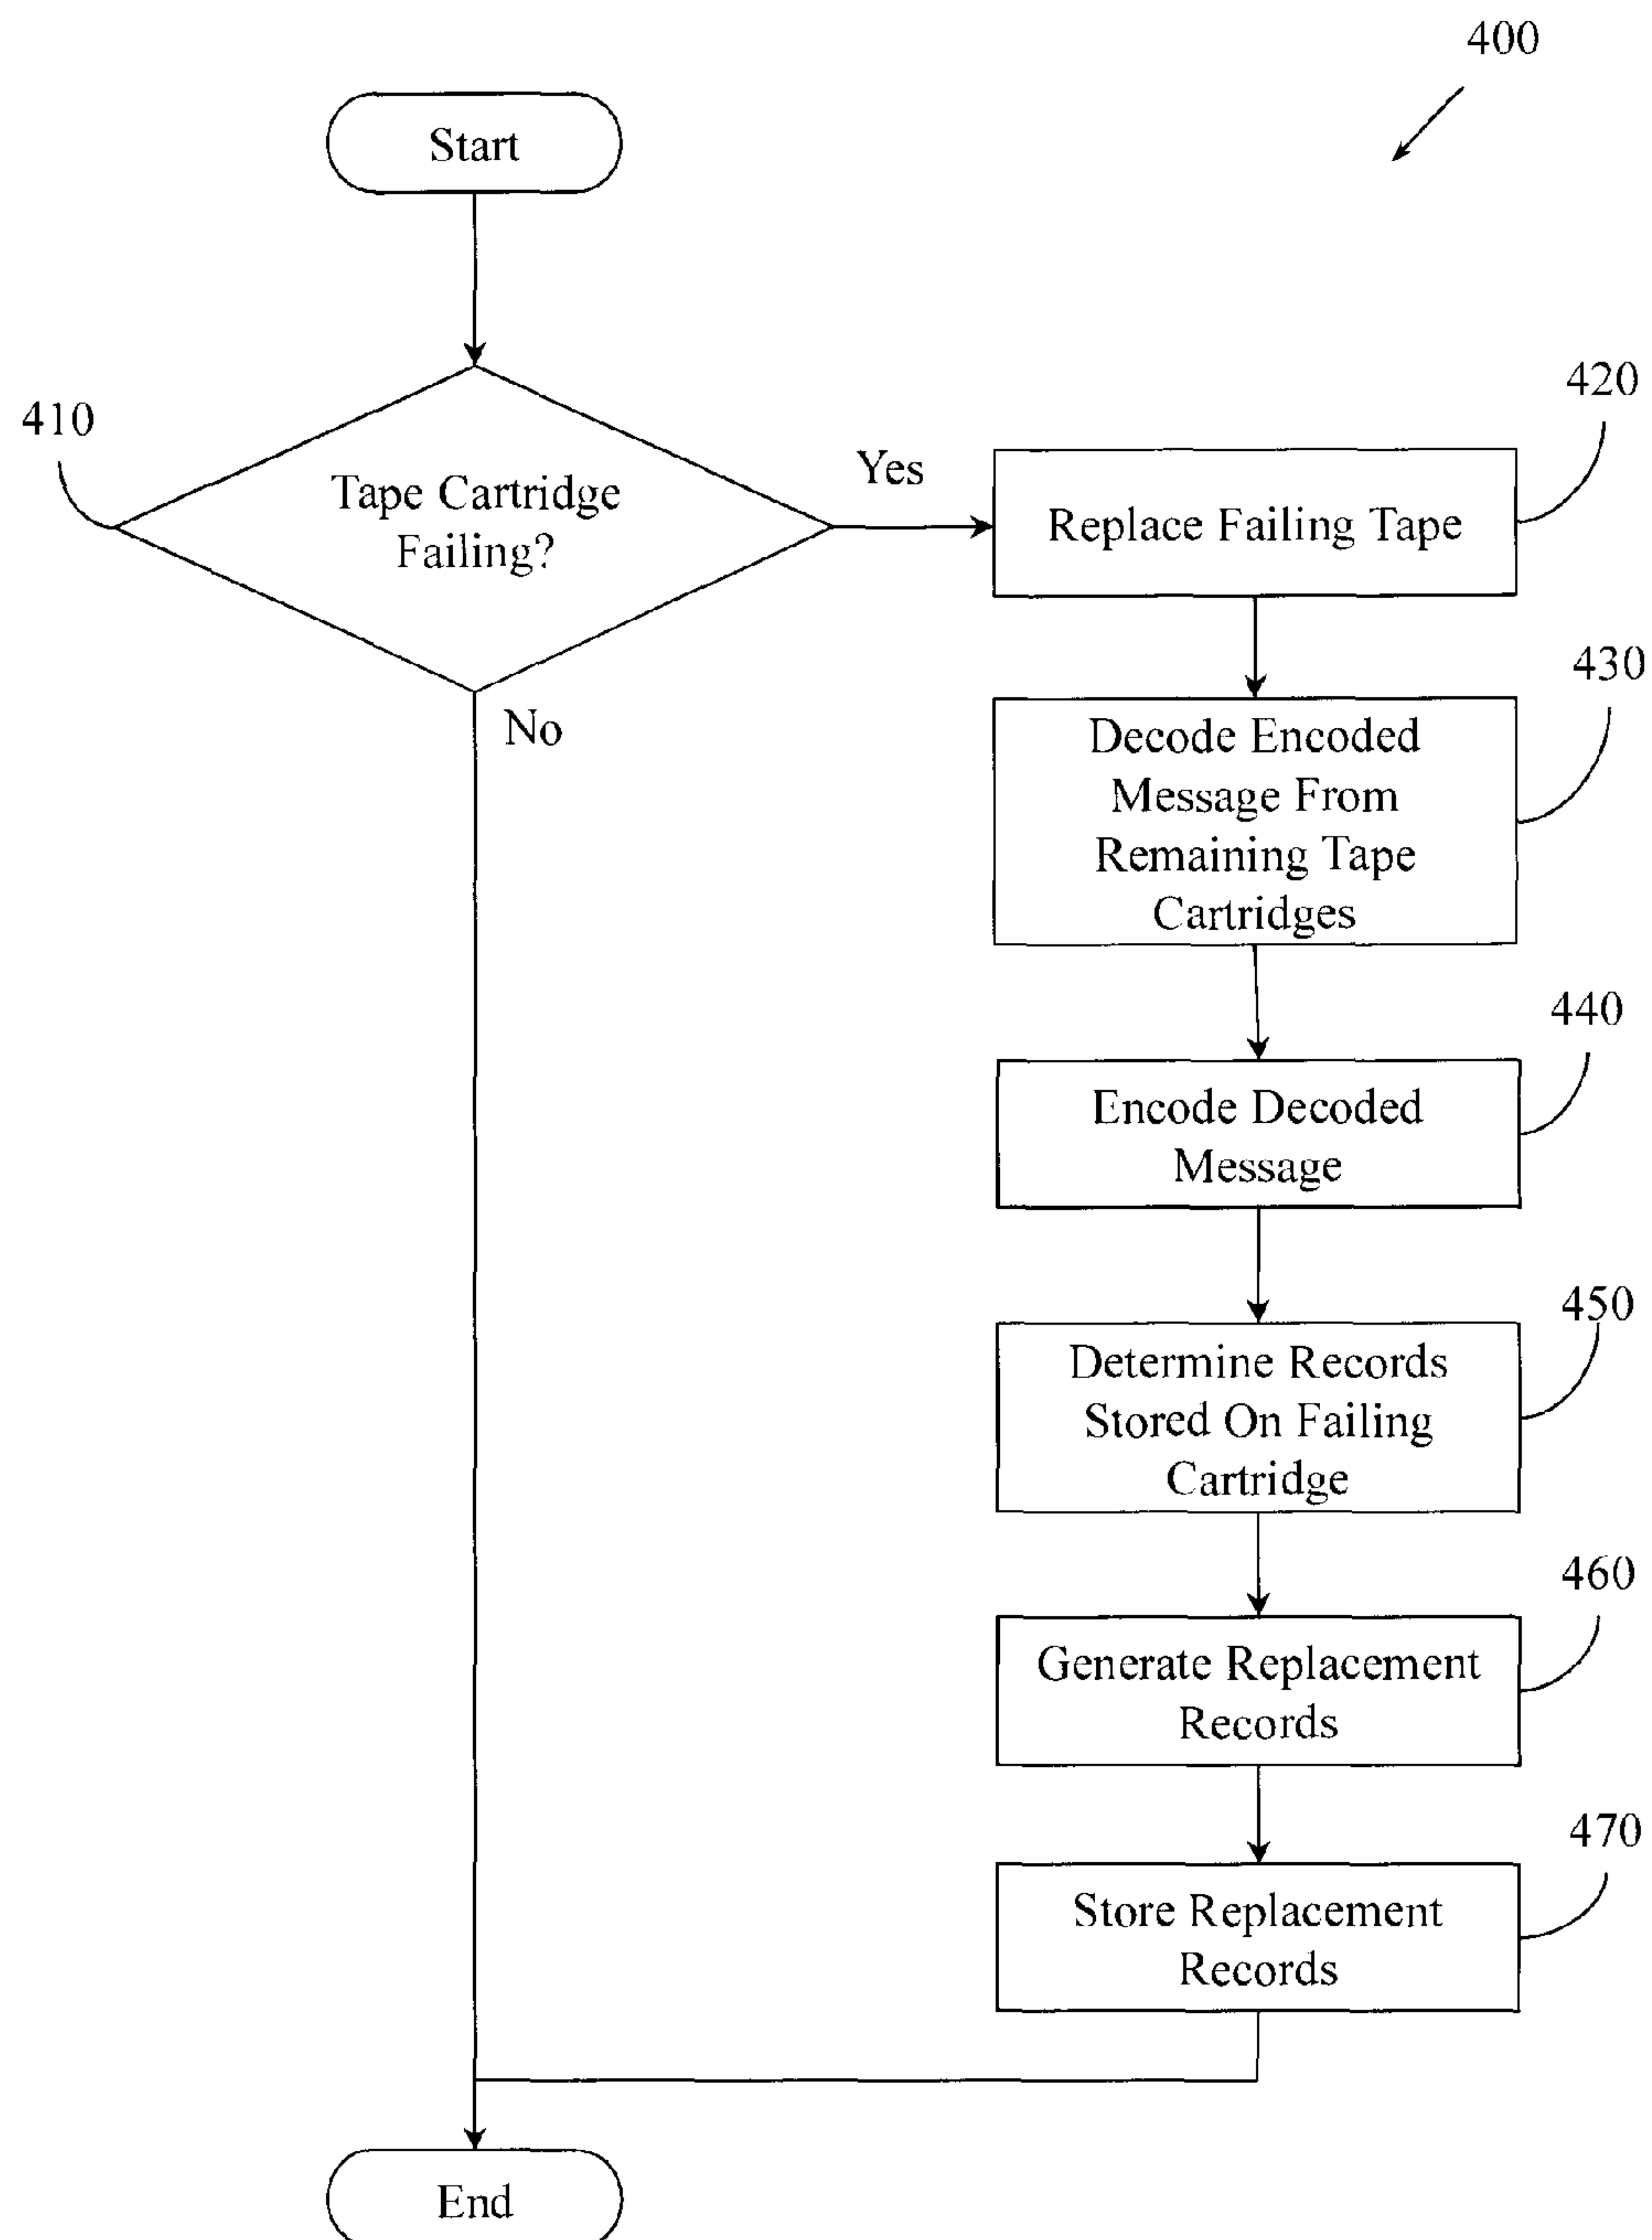 400
Start
410
Tape Cartridge
Failing?
Yes
No
420
Replace Failing Tape
430
Decode Encoded
Message From
Remaining Tape
Cartridges
440
Encode Decoded
Message
450
Determine Records
Stored On Failing
Cartridge
460
Generate Replacement
Records
470
Store Replacement
Records
End